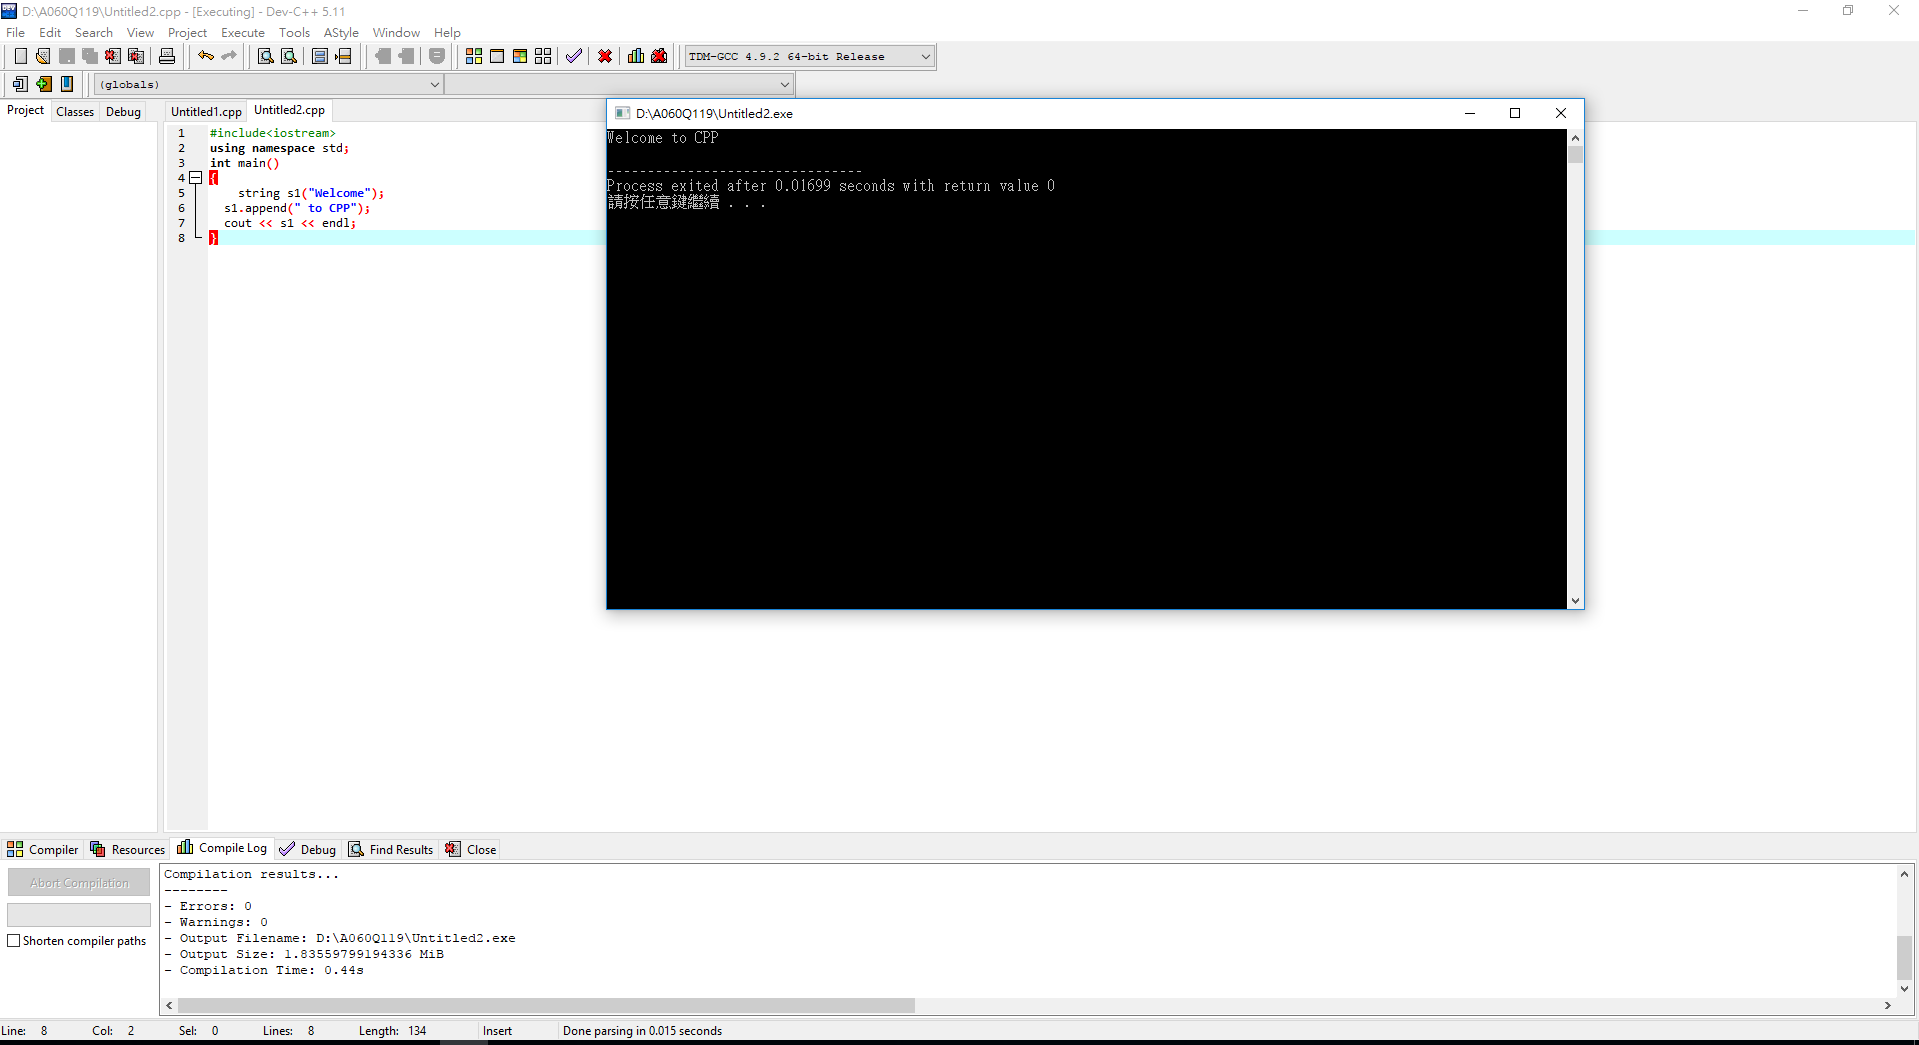 D:\A060Q119\Untitled2.cpp - [Executing] - Dev-C++ 5.11
File Edit Search View Project Execute Tools AStyle Window Help
TDM-GCC 4.9.2 64-bit Release
(globals)
Project Classes Debug
Untitled1.cpp Untitled2.cpp
1 #include<iostream>
2 using namespace std;
3 int main()
4 {
5 string s1("Welcome");
6 s1.append(" to CPP");
7 cout << s1 << endl;
8 }
D:\A060Q119\Untitled2.exe
Welcome to CPP
--------------------------------
Process exited after 0.01699 seconds with return value 0
請按任意鍵繼續 . . .
Compiler Resources Compile Log Debug Find Results Close
Abort Compilation
Shorten compiler paths
Compilation results...
--------
- Errors: 0
- Warnings: 0
- Output Filename: D:\A060Q119\Untitled2.exe
- Output Size: 1.83559799194336 MiB
- Compilation Time: 0.44s
Line: 8 Col: 2 Sel: 0 Lines: 8 Length: 134 Insert Done parsing in 0.015 seconds